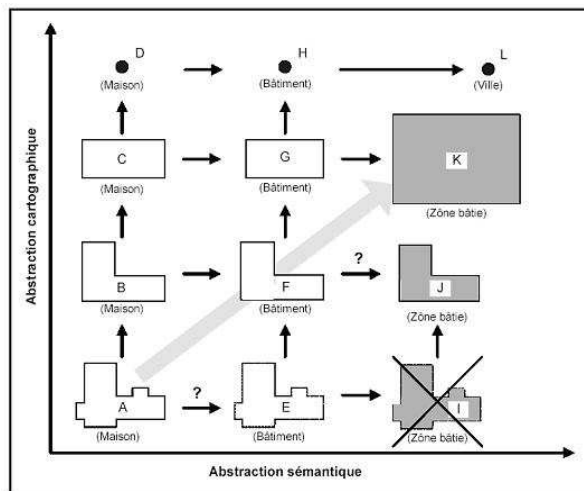 Abstraction cartographique
D
H
L
(Maison)
(Bâtiment)
(Ville)
C
G
K
(Maison)
(Bâtiment)
(Zône bâtie)
?
B
F
J
(Maison)
(Bâtiment)
(Zône bâtie)
?
A
E
I
(Maison)
(Bâtiment)
(Zône bâtie)
Abstraction sémantique